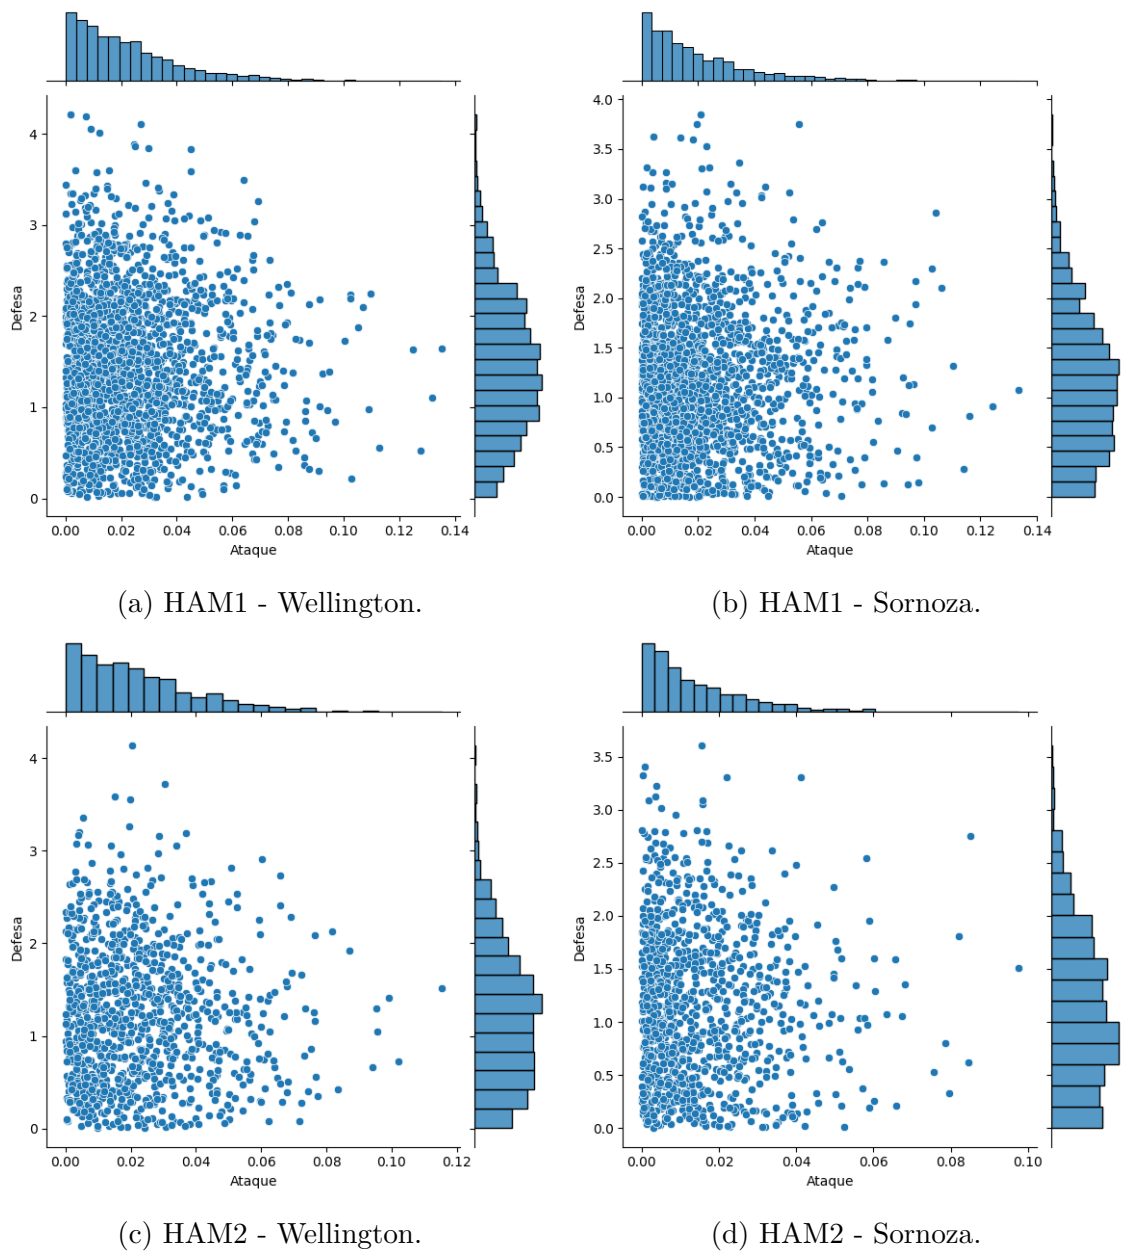 4
3
2
1
0
Defesa
0.00 0.02 0.04 0.06 0.08 0.10 0.12 0.14
Ataque
(a) HAM1 - Wellington.
4.0
3.5
3.0
2.5
2.0
1.5
1.0
0.5
0.0
Defesa
0.00 0.02 0.04 0.06 0.08 0.10 0.12 0.14
Ataque
(b) HAM1 - Sornoza.
4
3
2
1
0
Defesa
0.00 0.02 0.04 0.06 0.08 0.10 0.12
Ataque
(c) HAM2 - Wellington.
3.5
3.0
2.5
2.0
1.5
1.0
0.5
0.0
Defesa
0.00 0.02 0.04 0.06 0.08 0.10
Ataque
(d) HAM2 - Sornoza.